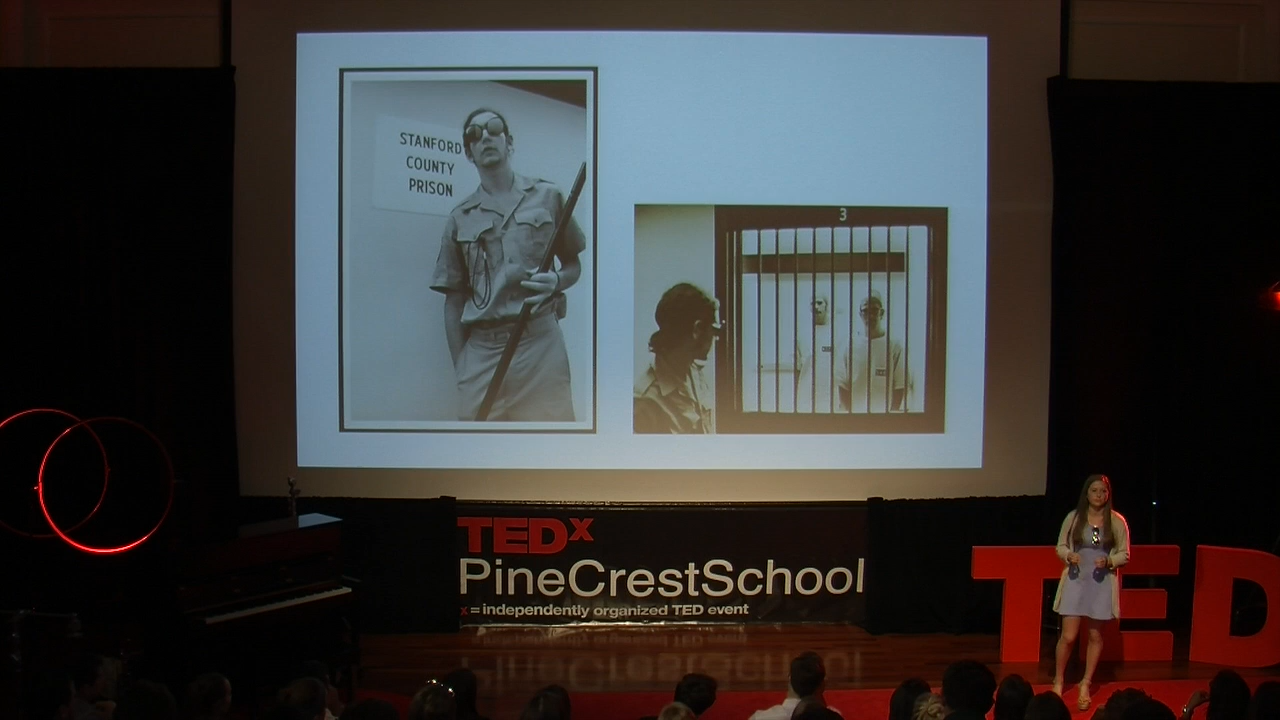 STANFORD
COUNTY
PRISON
3
TEDx
PineCrestSchool
x = independently organized TED event
TED